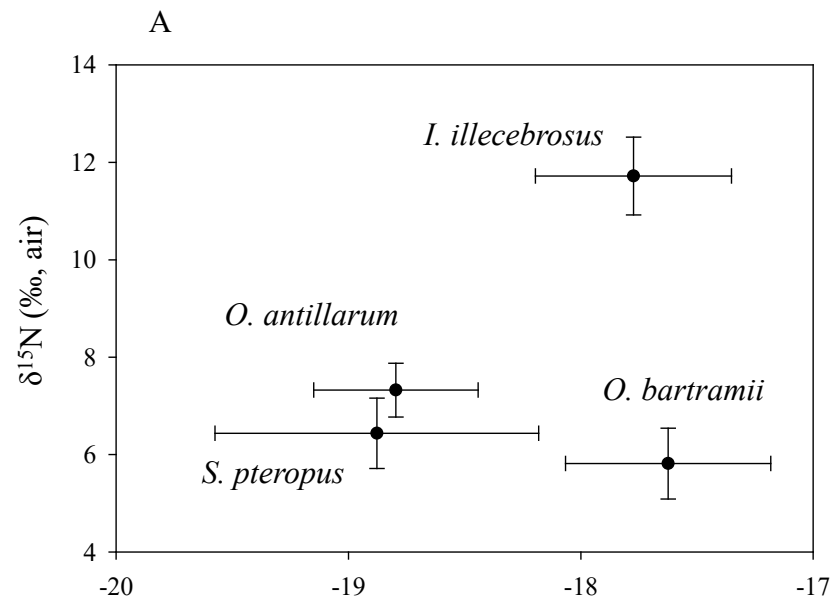 A
14
I. illecebrosus
12
10
δ¹⁵N (‰, air)
O. antillarum
8
O. bartramii
6
S. pteropus
4
-20 -19 -18 -17